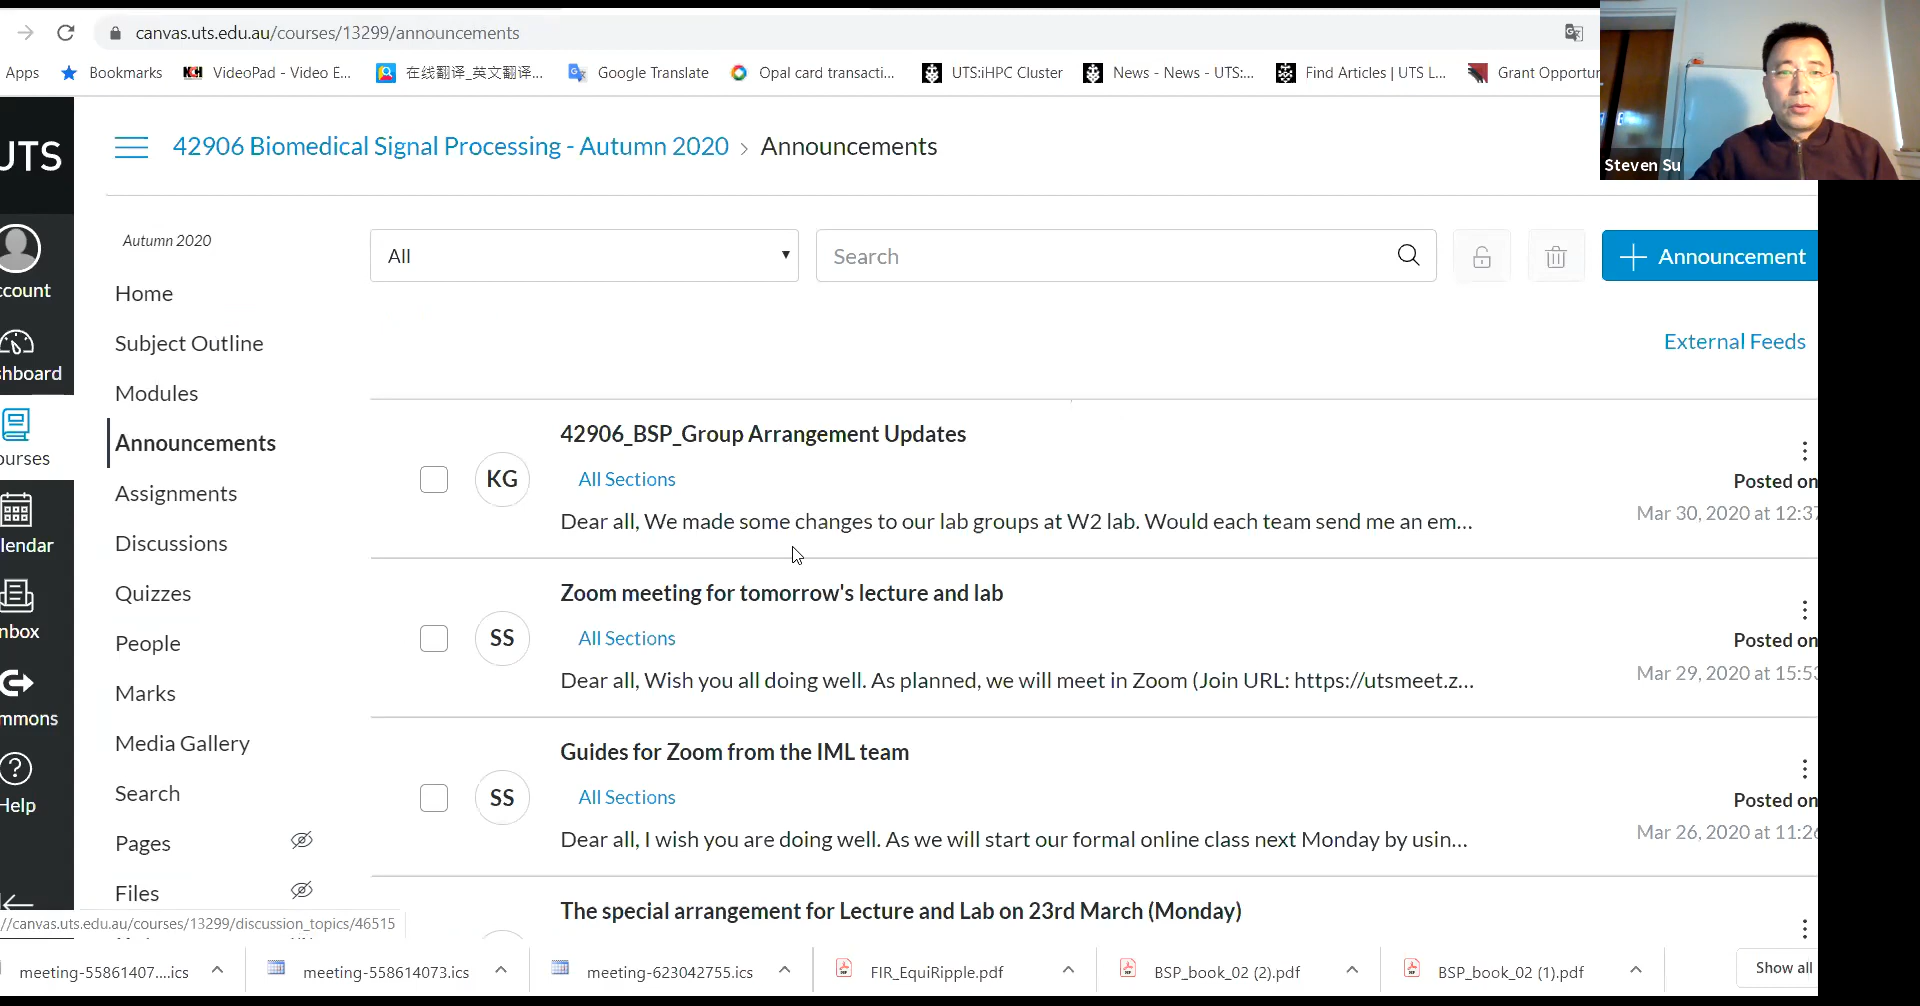 canvas.uts.edu.au/courses/13299/announcements
Apps Bookmarks VideoPad - Video E... 在线翻译_英文翻译... Google Translate Opal card transacti... UTS:iHPC Cluster News - News - UTS:... Find Articles | UTS L... Grant Opportur
Steven Su
UTS
42906 Biomedical Signal Processing - Autumn 2020 > Announcements
Autumn 2020
All
Search
+ Announcement
External Feeds
ccount
hboard
ourses
lendar
nbox
mmons
Help
Home
Subject Outline
Modules
Announcements
Assignments
Discussions
Quizzes
People
Marks
Media Gallery
Search
Pages
Files
42906_BSP_Group Arrangement Updates
KG
All Sections
Posted on
Dear all, We made some changes to our lab groups at W2 lab. Would each team send me an em...
Mar 30, 2020 at 12:37
Zoom meeting for tomorrow's lecture and lab
SS
All Sections
Posted on
Dear all, Wish you all doing well. As planned, we will meet in Zoom (Join URL: https://utsmeet.z...
Mar 29, 2020 at 15:53
Guides for Zoom from the IML team
SS
All Sections
Posted on
Dear all, I wish you are doing well. As we will start our formal online class next Monday by usin...
Mar 26, 2020 at 11:26
The special arrangement for Lecture and Lab on 23rd March (Monday)
//canvas.uts.edu.au/courses/13299/discussion_topics/46515
meeting-55861407....ics meeting-558614073.ics meeting-623042755.ics FIR_EquiRipple.pdf BSP_book_02 (2).pdf BSP_book_02 (1).pdf Show all